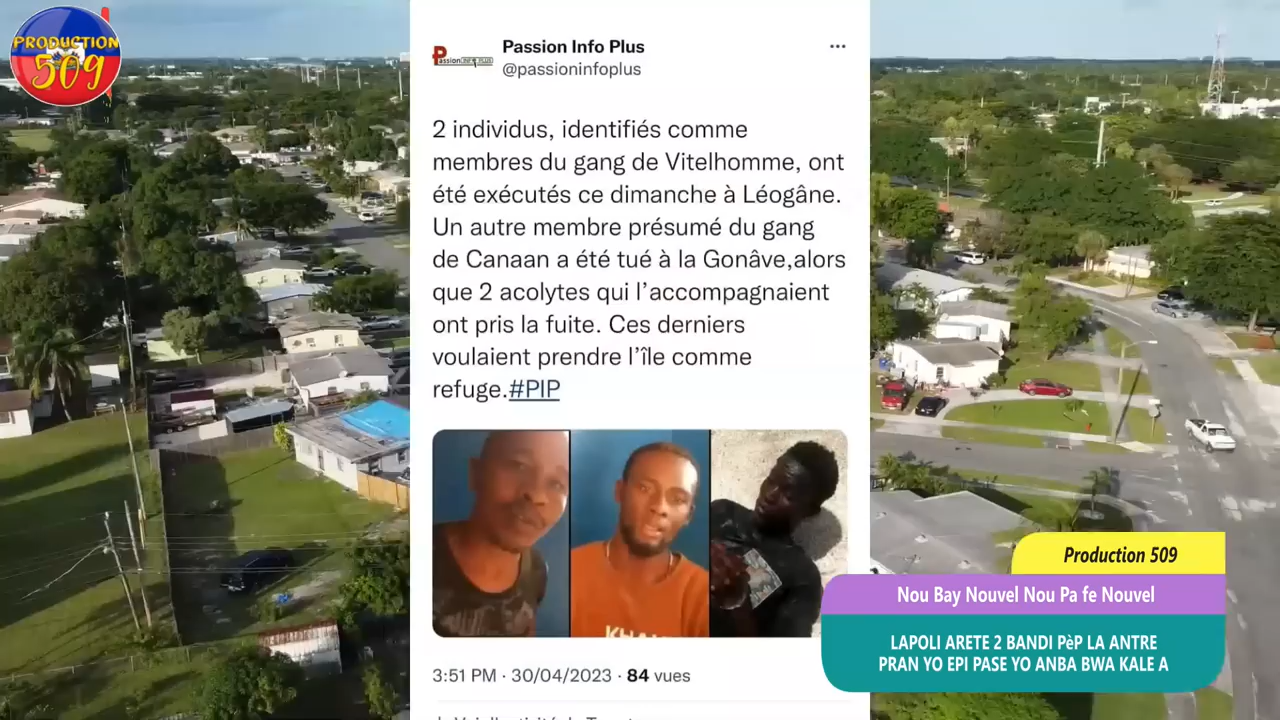 PRODUCTION
509
Passion INFO PLUS
Passion Info Plus
@passioninfoplus
2 individus, identifiés comme
membres du gang de Vitelhomme, ont
été exécutés ce dimanche à Léogâne.
Un autre membre présumé du gang
de Canaan a été tué à la Gonâve,alors
que 2 acolytes qui l’accompagnaient
ont pris la fuite. Ces derniers
voulaient prendre l’île comme
refuge.#PIP
3:51 PM · 30/04/2023 · 84 vues
Production 509
Nou Bay Nouvel Nou Pa fe Nouvel
LAPOLI ARETE 2 BANDI PèP LA ANTRE
PRAN YO EPI PASE YO ANBA BWA KALE A